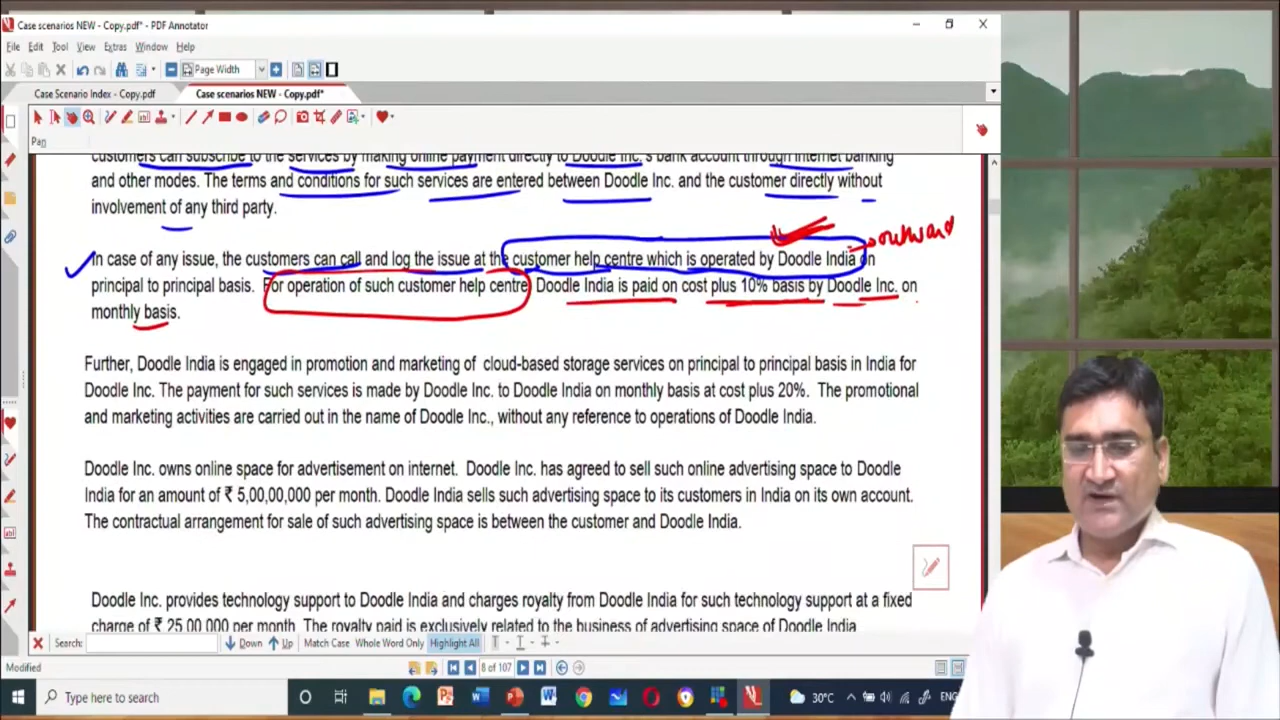 Case scenarios NEW - Copy.pdf* - PDF Annotator
File Edit Tool View Extras Window Help
Page Width
Case Scenario Index - Copy.pdf Case scenarios NEW - Copy.pdf*
Pan
customers can subscribe to the services by making online payment directly to Doodle Inc.'s bank account through internet banking
and other modes. The terms and conditions for such services are entered between Doodle Inc. and the customer directly without
involvement of any third party.
outward
In case of any issue, the customers can call and log the issue at the customer help centre which is operated by Doodle India on
principal to principal basis. For operation of such customer help centre Doodle India is paid on cost plus 10% basis by Doodle Inc. on
monthly basis.
Further, Doodle India is engaged in promotion and marketing of cloud-based storage services on principal to principal basis in India for
Doodle Inc. The payment for such services is made by Doodle Inc. to Doodle India on monthly basis at cost plus 20%. The promotional
and marketing activities are carried out in the name of Doodle Inc., without any reference to operations of Doodle India.
Doodle Inc. owns online space for advertisement on internet. Doodle Inc. has agreed to sell such online advertising space to Doodle
India for an amount of ₹ 5,00,00,000 per month. Doodle India sells such advertising space to its customers in India on its own account.
The contractual arrangement for sale of such advertising space is between the customer and Doodle India.
Doodle Inc. provides technology support to Doodle India and charges royalty from Doodle India for such technology support at a fixed
charge of ₹ 25,00,000 per month. The royalty paid is exclusively related to the business of advertising space of Doodle India
Search: Down Up Match Case Whole Word Only Highlight All
Modified 8 of 107
Type here to search 30°C ENG